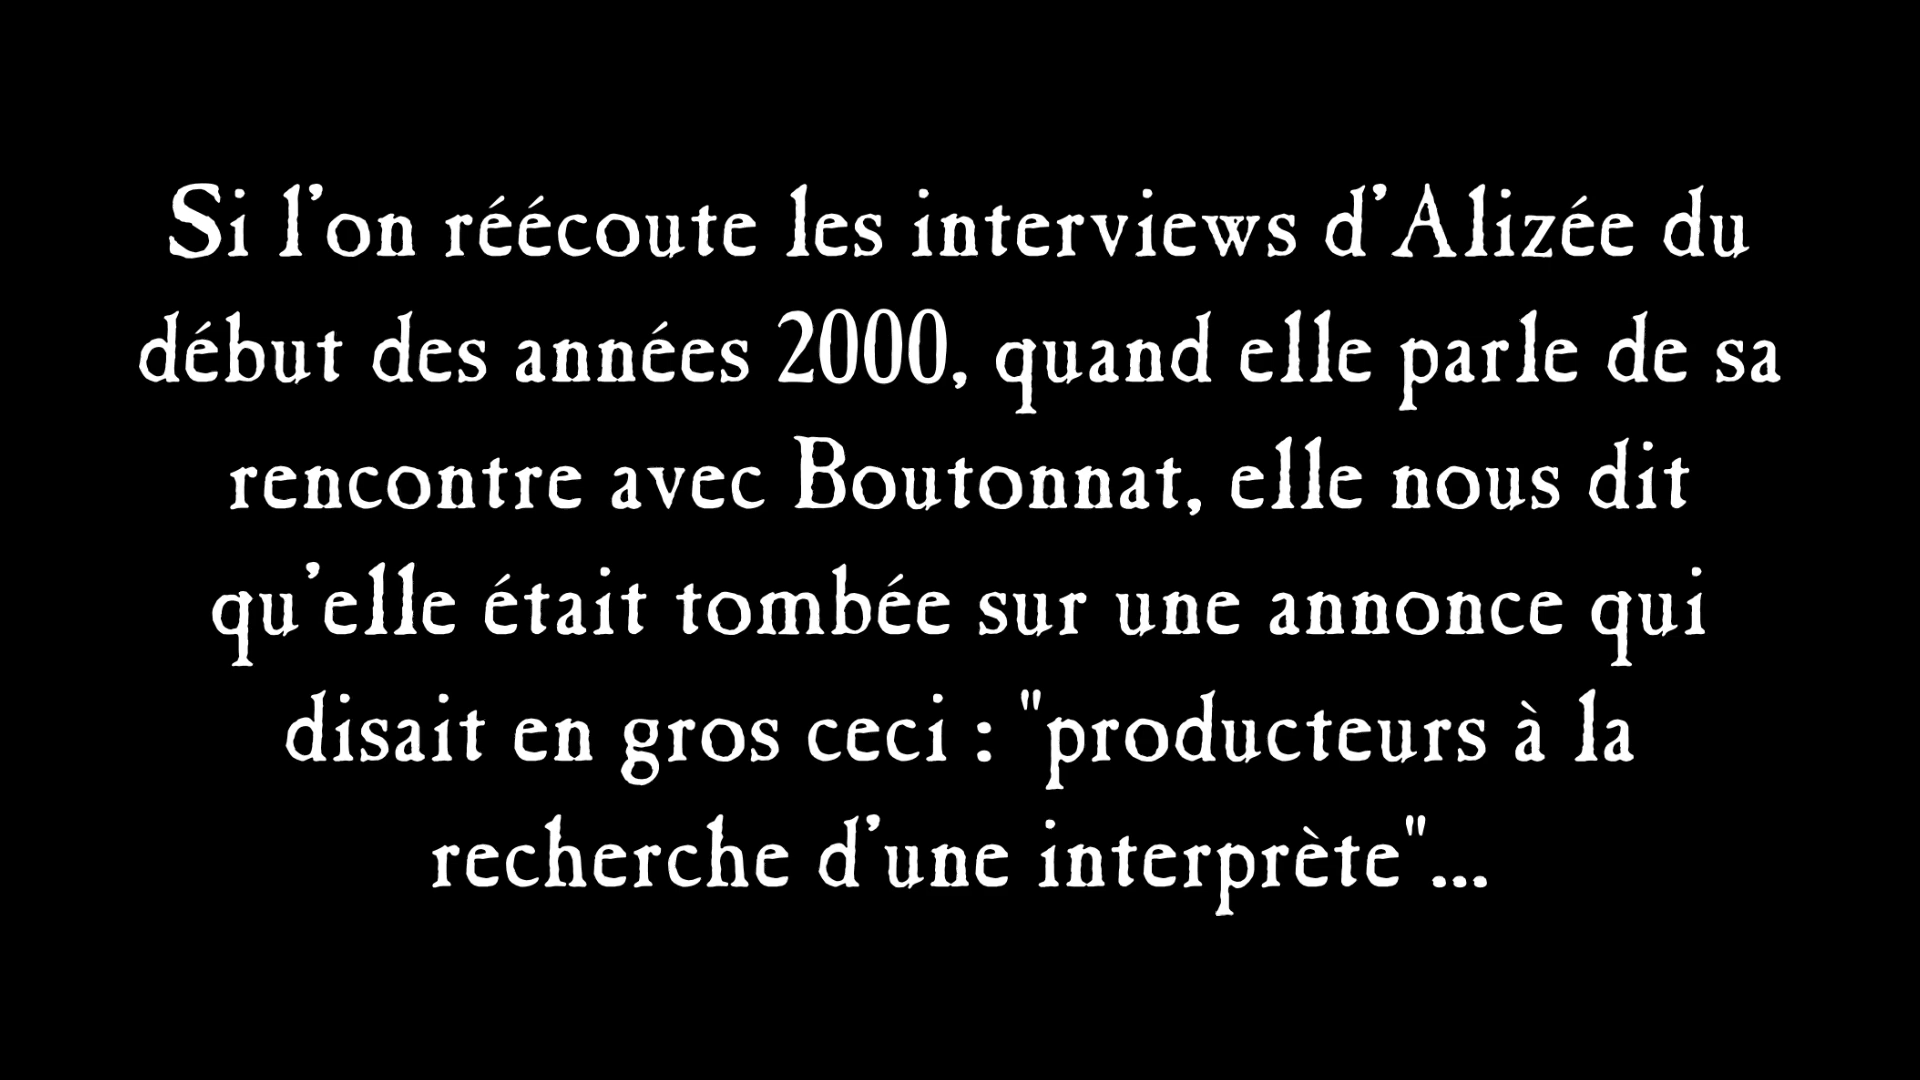 Si l'on réécoute les interviews d'Alizée du
début des années 2000, quand elle parle de sa
rencontre avec Boutonnat, elle nous dit
qu'elle était tombée sur une annonce qui
disait en gros ceci : "producteurs à la
recherche d'une interprète"...